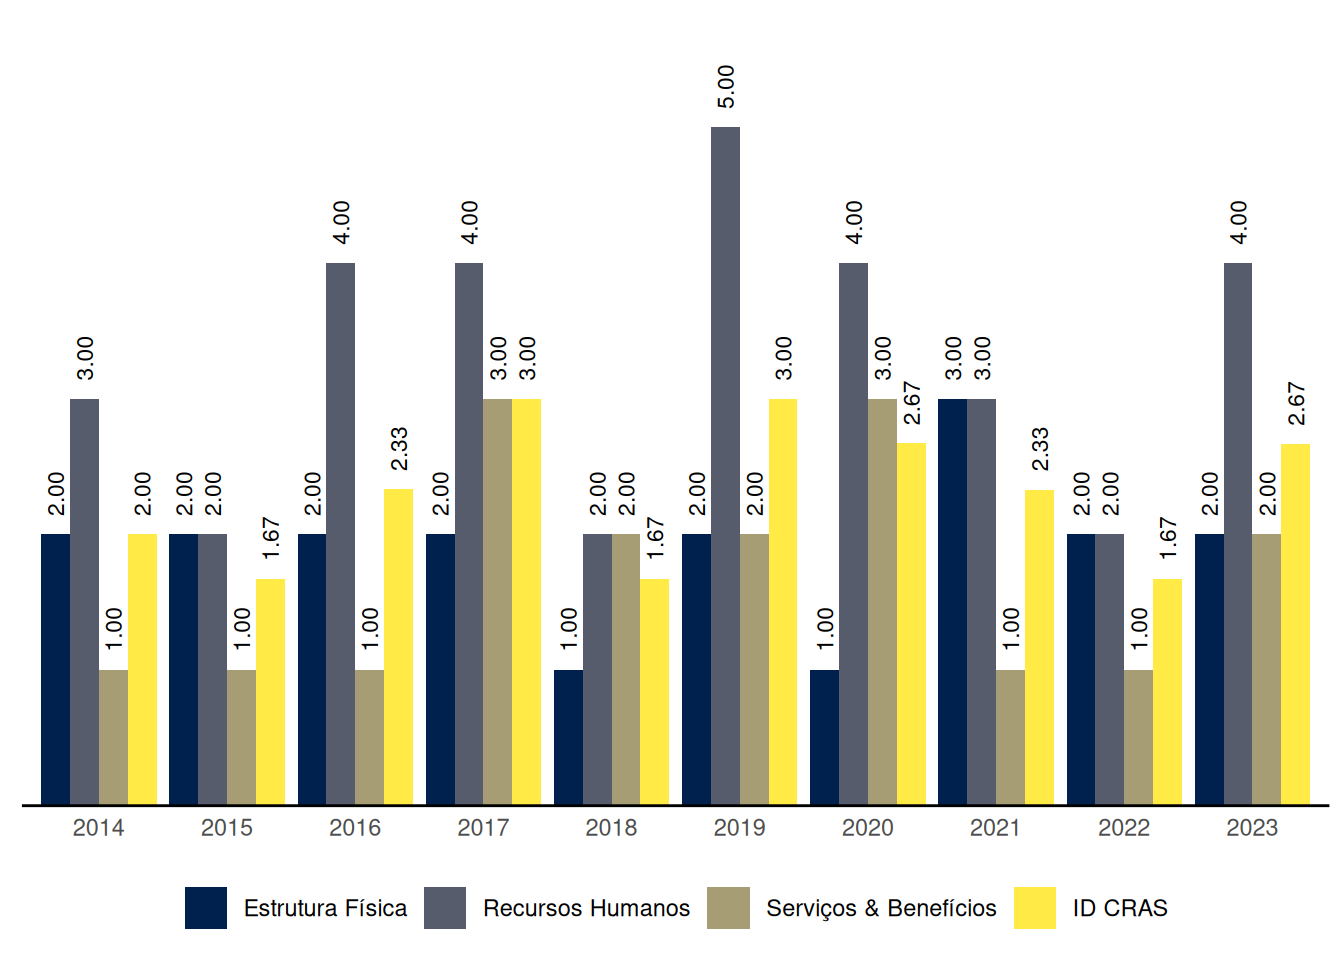 5.00
4.00 4.00 4.00 4.00
3.00 3.00 3.00 3.00 3.00 3.00 3.00
2.67 2.67
2.33 2.33
2.00 2.00 2.00 2.00 2.00 2.00 2.00 2.00 2.00 2.00 2.00 2.00 2.00 2.00
1.67 1.67 1.67
1.00 1.00 1.00 1.00 1.00 1.00 1.00
2014 2015 2016 2017 2018 2019 2020 2021 2022 2023
Estrutura Física Recursos Humanos Serviços & Benefícios ID CRAS